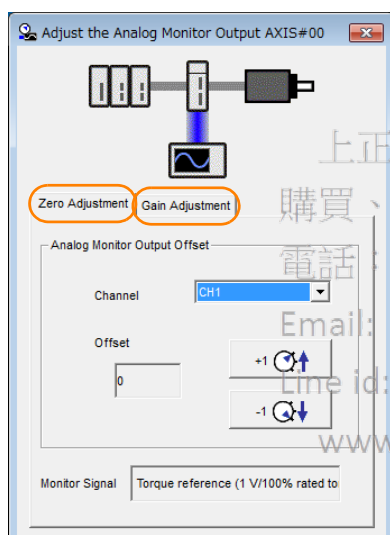 Adjust the Analog Monitor Output AXIS#00
上正
Zero Adjustment
Gain Adjustment
購買、
Analog Monitor Output Offset
電話:
Channel
CH1
Email:
Offset
+1
0
Line id:
-1
www
Monitor Signal
Torque reference (1 V/100% rated to